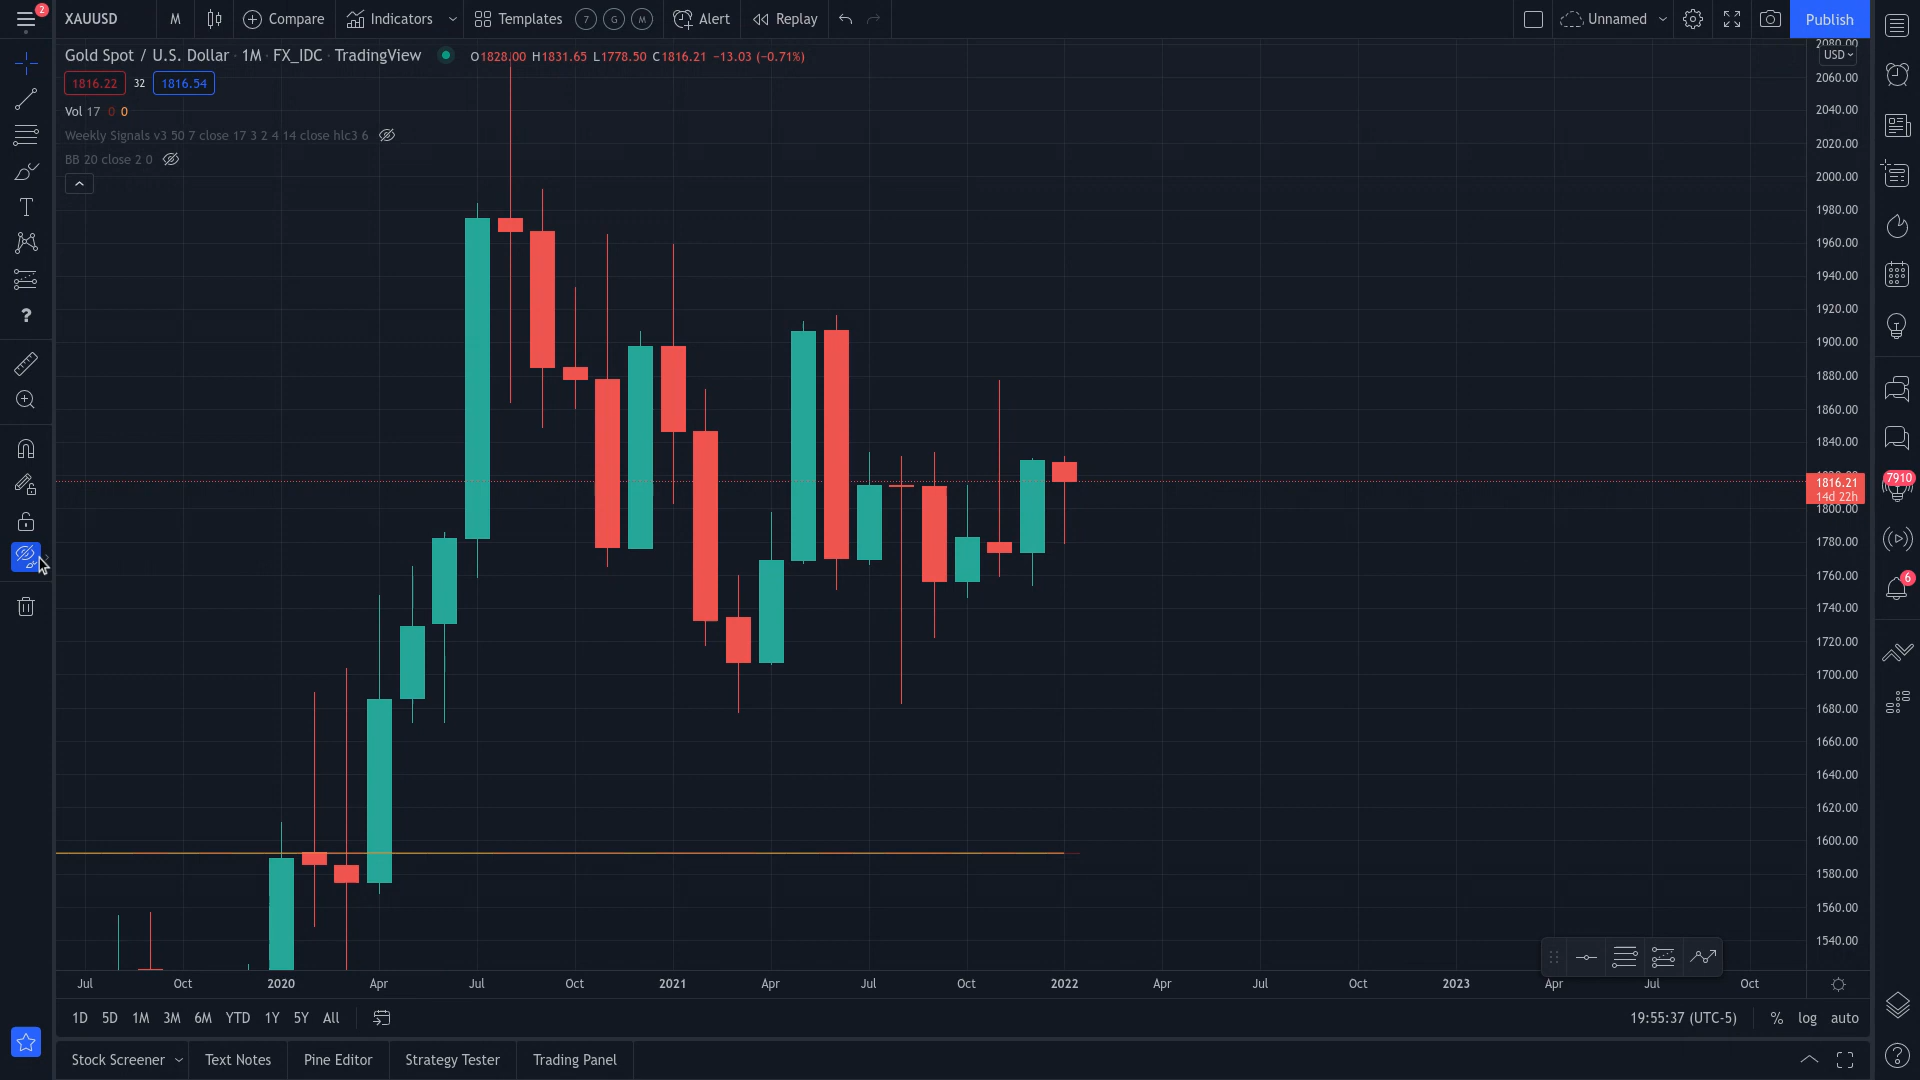 2
XAUUSD M Compare Indicators Templates 7 G M Alert Replay Unnamed Publish
Gold Spot / U.S. Dollar · 1M · FX_IDC · TradingView O1828.00 H1831.65 L1778.50 C1816.21 −13.03 (−0.71%)
1816.22 32 1816.54
Vol 17 0 0
Weekly Signals v3 50 7 close 17 3 2 4 14 close hlc3 6
BB 20 close 2 0
T
?
2080.00
USD
2060.00
2040.00
2020.00
2000.00
1980.00
1960.00
1940.00
1920.00
1900.00
1880.00
1860.00
1840.00
1816.21
14d 22h
1800.00
1780.00
1760.00
1740.00
1720.00
1700.00
1680.00
1660.00
1640.00
1620.00
1600.00
1580.00
1560.00
1540.00
7910
6
Jul Oct 2020 Apr Jul Oct 2021 Apr Jul Oct 2022 Apr Jul Oct 2023 Apr Jul Oct
1D 5D 1M 3M 6M YTD 1Y 5Y All 19:55:37 (UTC-5) % log auto
Stock Screener Text Notes Pine Editor Strategy Tester Trading Panel
?